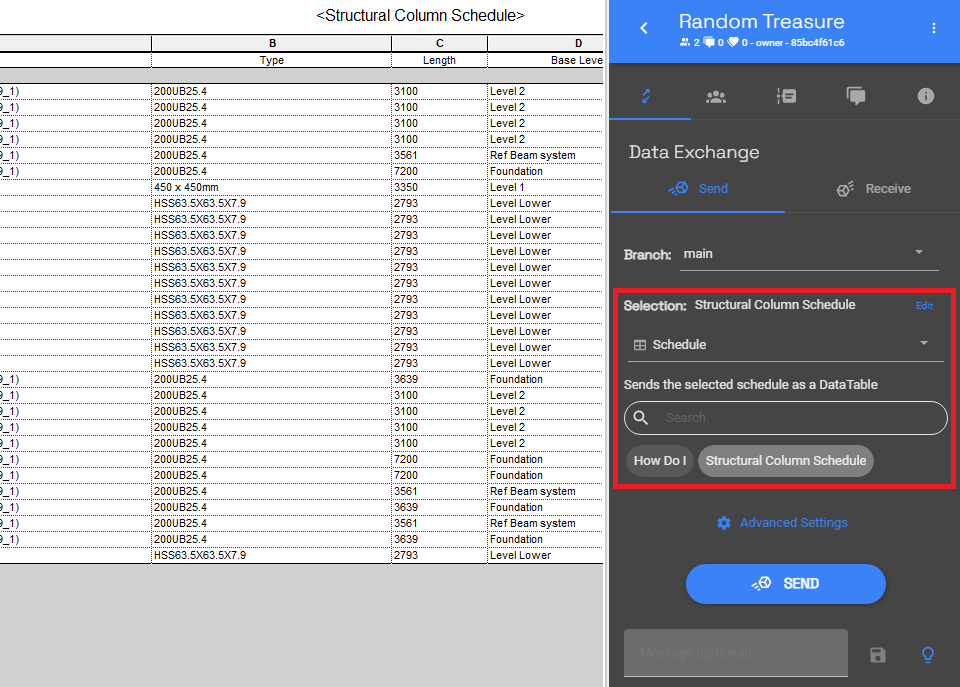 <Structural Column Schedule>
B C D
Type Length Base Leve
9_1) 200UB25.4 3100 Level 2
9_1) 200UB25.4 3100 Level 2
9_1) 200UB25.4 3100 Level 2
9_1) 200UB25.4 3100 Level 2
9_1) 200UB25.4 3561 Ref Beam system
9_1) 200UB25.4 7200 Foundation
450 x 450mm 3350 Level 1
HSS63.5X63.5X7.9 2793 Level Lower
HSS63.5X63.5X7.9 2793 Level Lower
HSS63.5X63.5X7.9 2793 Level Lower
HSS63.5X63.5X7.9 2793 Level Lower
HSS63.5X63.5X7.9 2793 Level Lower
HSS63.5X63.5X7.9 2793 Level Lower
HSS63.5X63.5X7.9 2793 Level Lower
HSS63.5X63.5X7.9 2793 Level Lower
HSS63.5X63.5X7.9 2793 Level Lower
HSS63.5X63.5X7.9 2793 Level Lower
HSS63.5X63.5X7.9 2793 Level Lower
9_1) 200UB25.4 3639 Foundation
9_1) 200UB25.4 3100 Level 2
9_1) 200UB25.4 3100 Level 2
9_1) 200UB25.4 3100 Level 2
9_1) 200UB25.4 3100 Level 2
9_1) 200UB25.4 7200 Foundation
9_1) 200UB25.4 7200 Foundation
9_1) 200UB25.4 3561 Ref Beam system
9_1) 200UB25.4 3639 Foundation
9_1) 200UB25.4 3561 Ref Beam system
9_1) 200UB25.4 3639 Foundation
HSS63.5X63.5X7.9 2793 Level Lower
Random Treasure
2 0 0 - owner - 85bc4f61c6
Data Exchange
Send Receive
Branch: main
Selection: Structural Column Schedule Edit
Schedule
Sends the selected schedule as a DataTable
Search
How Do I Structural Column Schedule
Advanced Settings
SEND
Message (optional)